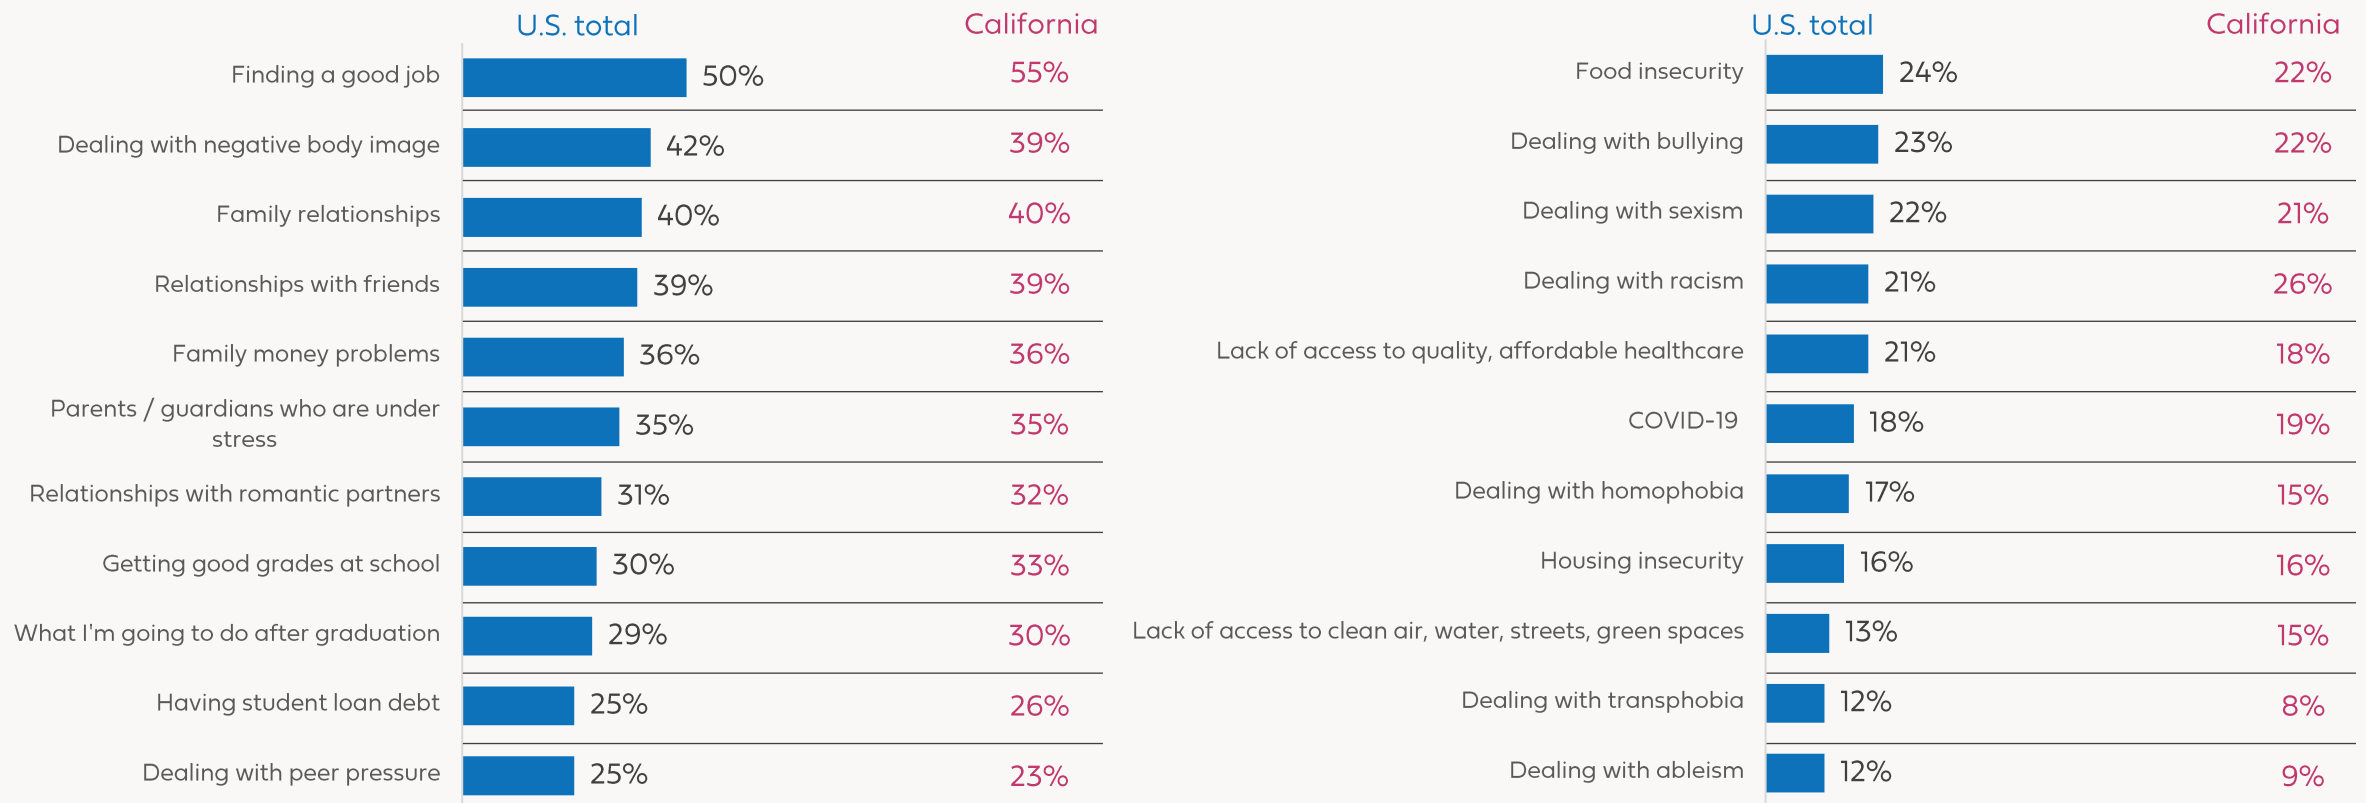 U.S. total California
Finding a good job 50% 55%
Dealing with negative body image 42% 39%
Family relationships 40% 40%
Relationships with friends 39% 39%
Family money problems 36% 36%
Parents / guardians who are under
stress 35% 35%
Relationships with romantic partners 31% 32%
Getting good grades at school 30% 33%
What I'm going to do after graduation 29% 30%
Having student loan debt 25% 26%
Dealing with peer pressure 25% 23%
U.S. total California
Food insecurity 24% 22%
Dealing with bullying 23% 22%
Dealing with sexism 22% 21%
Dealing with racism 21% 26%
Lack of access to quality, affordable healthcare 21% 18%
COVID-19 18% 19%
Dealing with homophobia 17% 15%
Housing insecurity 16% 16%
Lack of access to clean air, water, streets, green spaces 13% 15%
Dealing with transphobia 12% 8%
Dealing with ableism 12% 9%